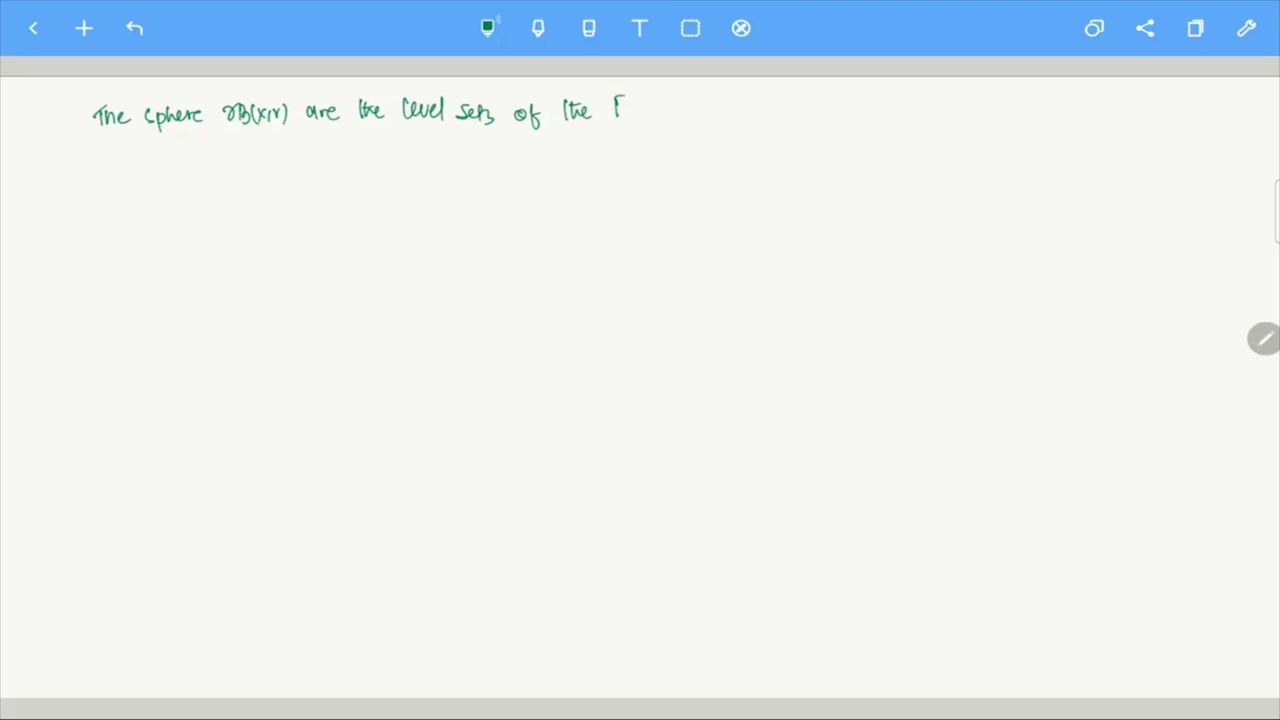 The sphere ∂B(x,r) are the level sets of the F